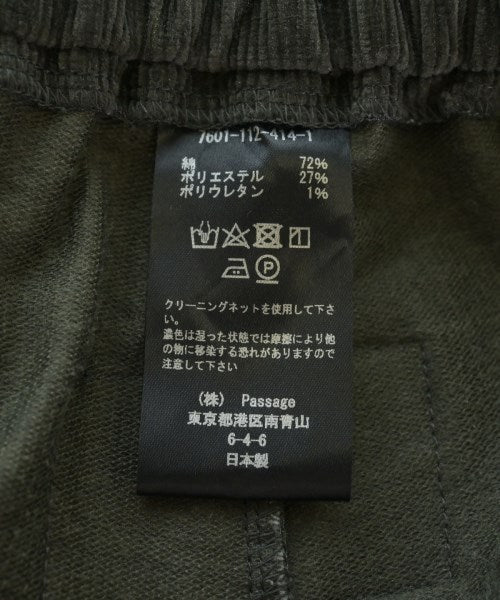 7601-112-414-1
綿 72%
ポリエステル 27%
ポリウレタン 1%
P
クリーニングネットを使用して下さい。
濃色は湿った状態では摩擦により他
の物に移染する恐れがありますので
注意して下さい
(株) Passage
東京都港区南青山
6-4-6
日本製